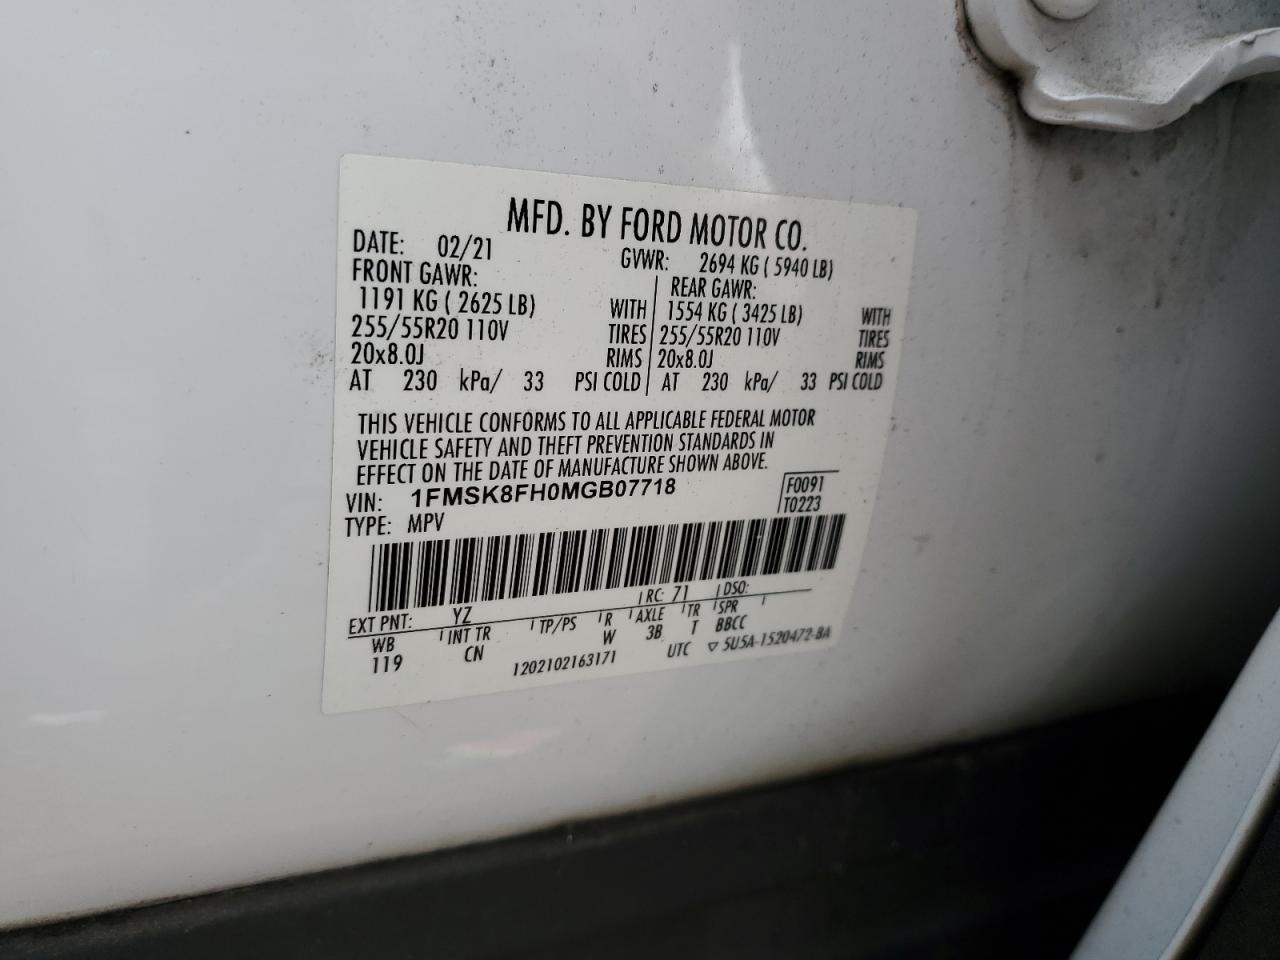 MFD. BY FORD MOTOR CO.
DATE: 02/21 GVWR: 2694 KG ( 5940 LB)
FRONT GAWR: REAR GAWR:
1191 KG ( 2625 LB) WITH 1554 KG ( 3425 LB) WITH
255/55R20 110V TIRES 255/55R20 110V TIRES
20x8.0J RIMS 20x8.0J RIMS
AT 230 kPa/ 33 PSI COLD AT 230 kPa/ 33 PSI COLD
THIS VEHICLE CONFORMS TO ALL APPLICABLE FEDERAL MOTOR
VEHICLE SAFETY AND THEFT PREVENTION STANDARDS IN
EFFECT ON THE DATE OF MANUFACTURE SHOWN ABOVE.
VIN: 1FMSK8FH0MGB07718 F0091
TYPE: MPV T0223
EXT PNT: YZ RC: 71 DSO:
WB INT TR TP/PS R AXLE TR SPR
119 CN W 3B T BBCC
1202102163171 UTC ▽ 5U5A-1520472-BA